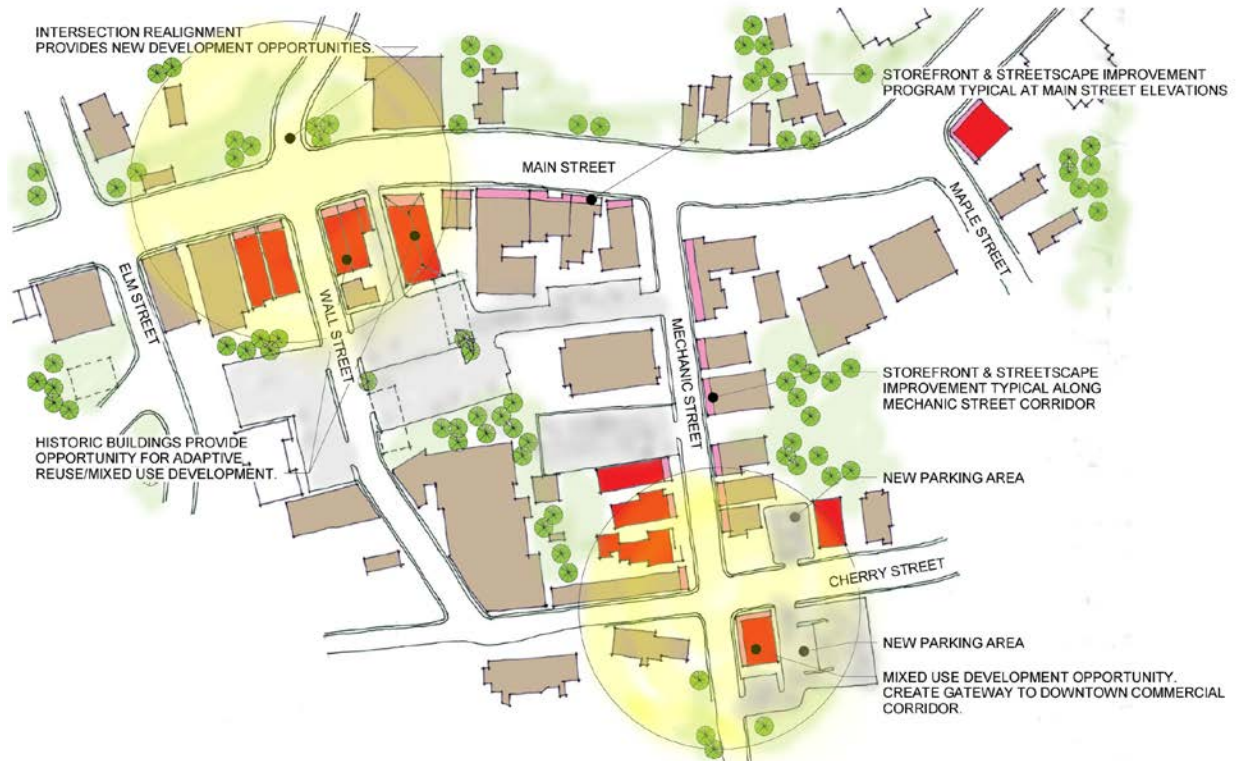 INTERSECTION REALIGNMENT
PROVIDES NEW DEVELOPMENT OPPORTUNITIES.
STOREFRONT & STREETSCAPE IMPROVEMENT
PROGRAM TYPICAL AT MAIN STREET ELEVATIONS
MAIN STREET
MAPLE STREET
ELM STREET
WALL STREET
MECHANIC STREET
STOREFRONT & STREETSCAPE
IMPROVEMENT TYPICAL ALONG
MECHANIC STREET CORRIDOR
HISTORIC BUILDINGS PROVIDE
OPPORTUNITY FOR ADAPTIVE
REUSE/MIXED USE DEVELOPMENT.
NEW PARKING AREA
CHERRY STREET
NEW PARKING AREA
MIXED USE DEVELOPMENT OPPORTUNITY.
CREATE GATEWAY TO DOWNTOWN COMMERCIAL
CORRIDOR.